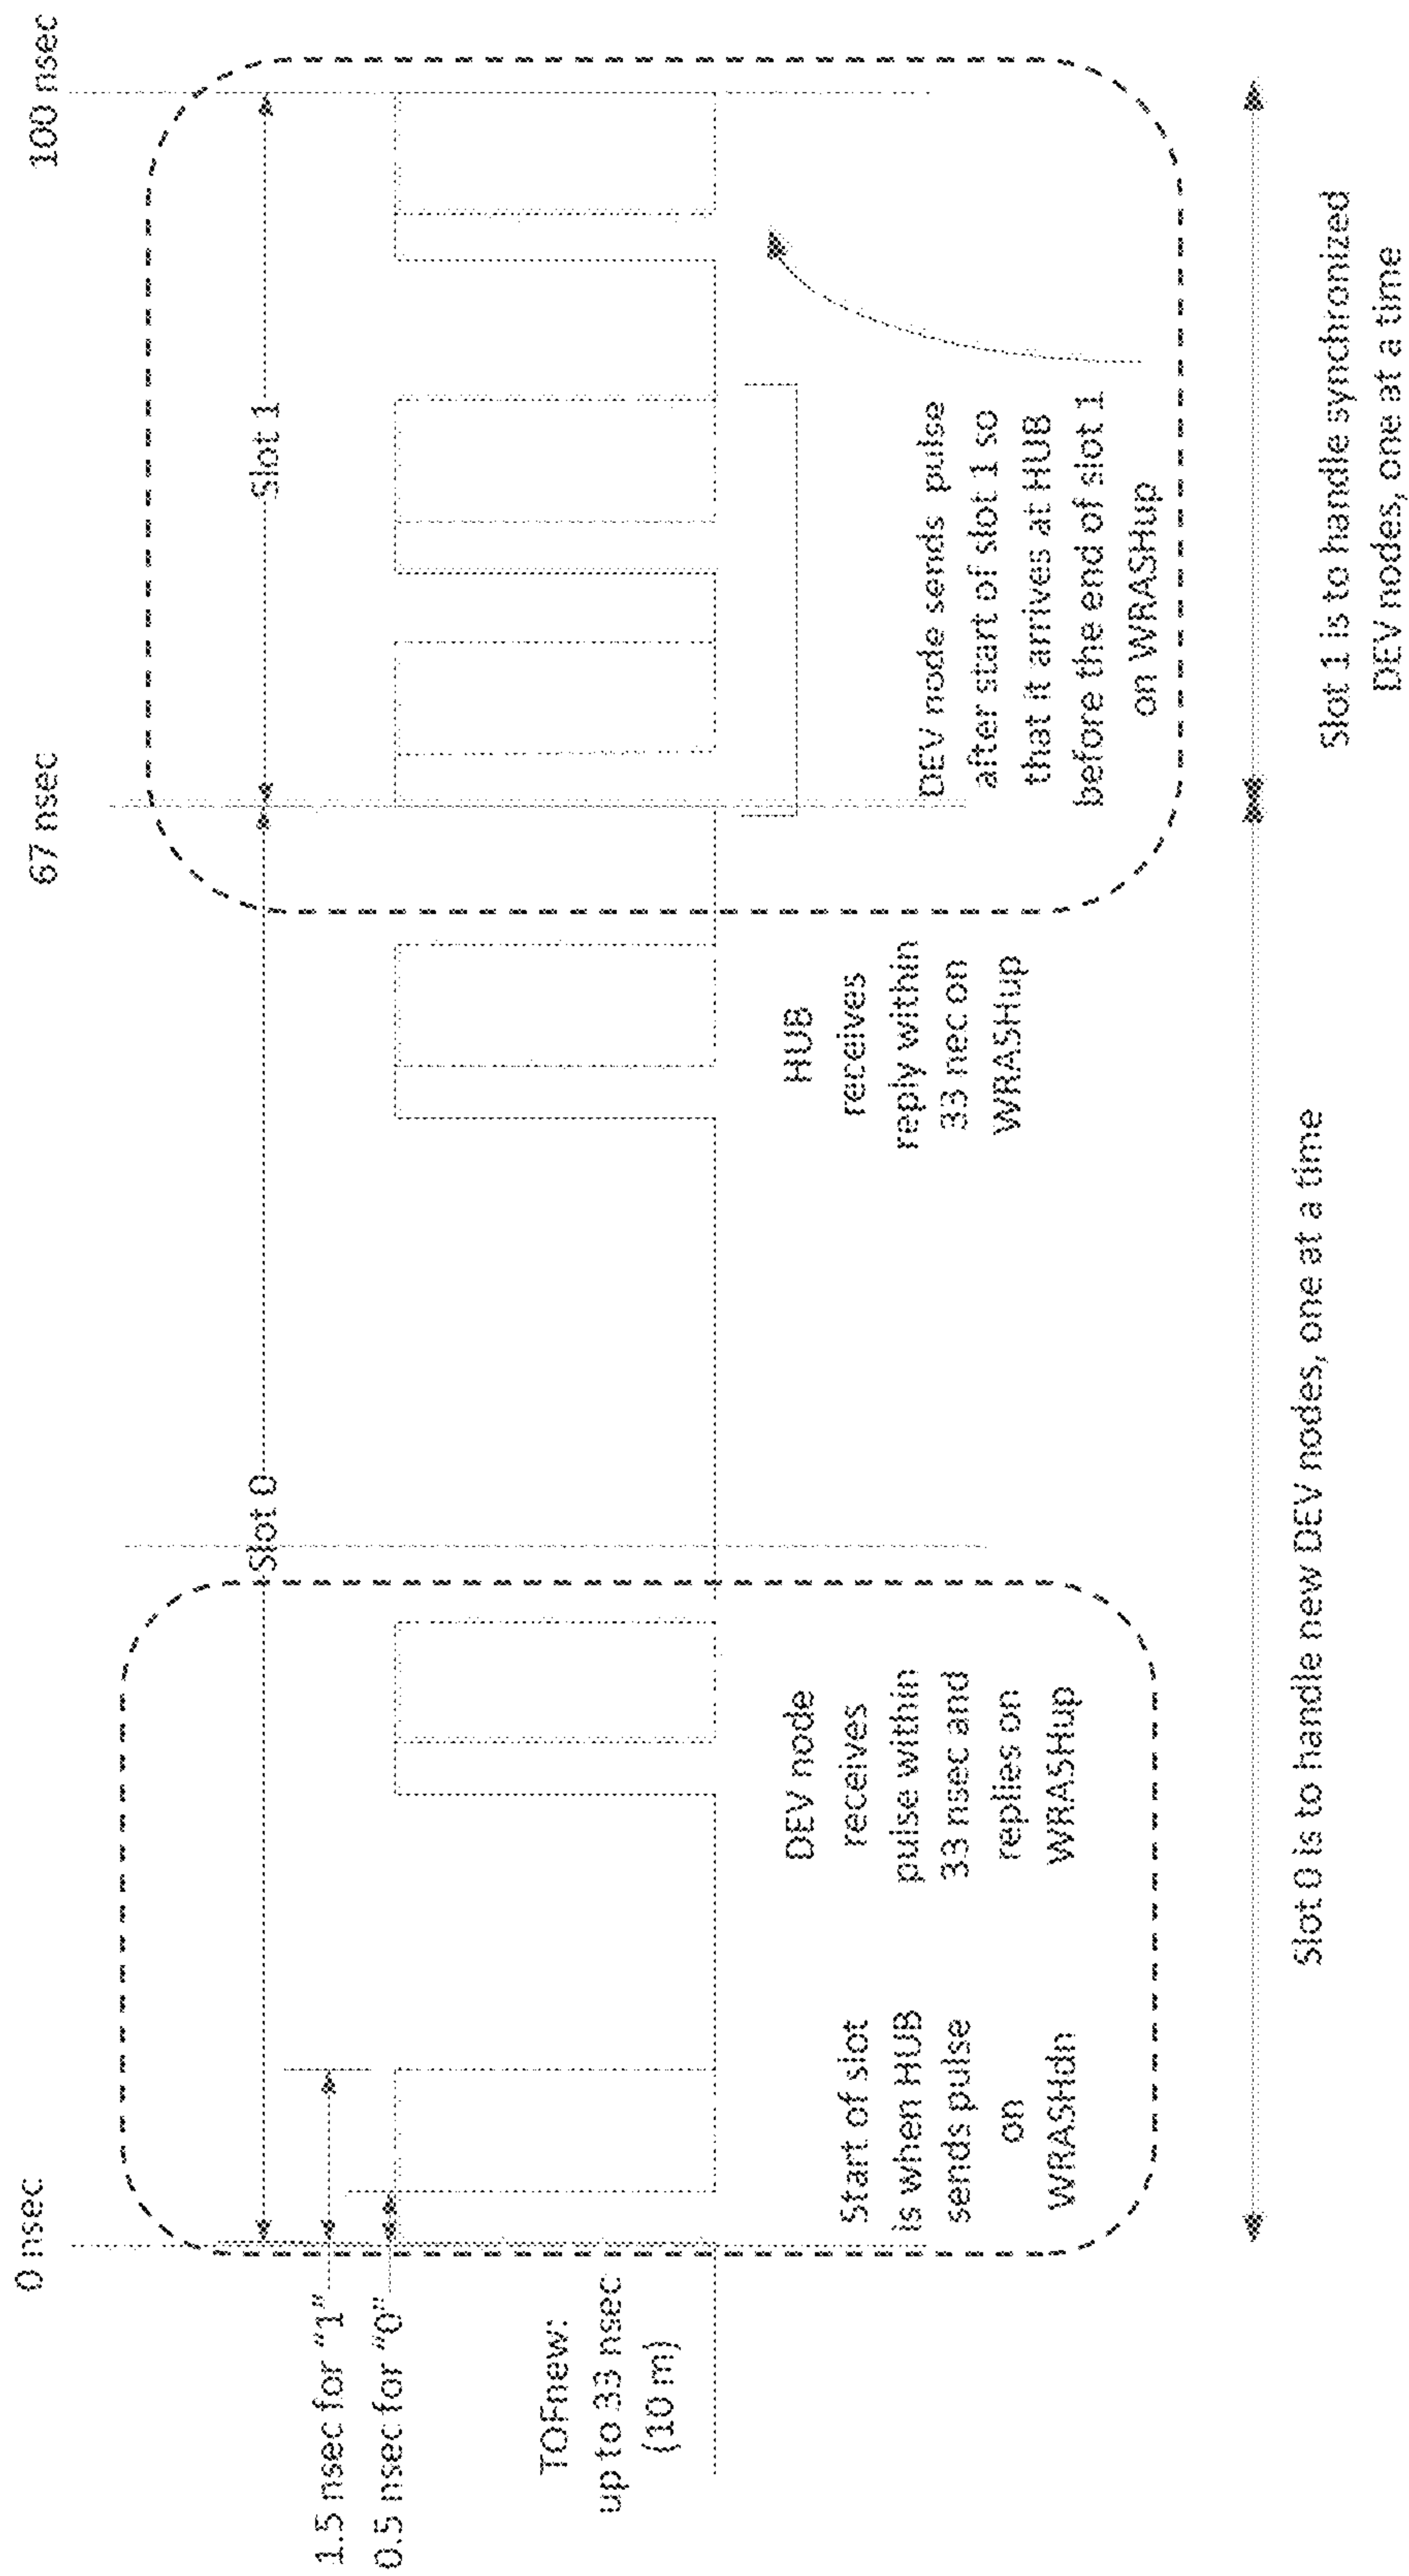 0 nsec
67 nsec
100 nsec
Slot 0
Slot 1
1.5 nsec for "1"
0.5 nsec for "0"
TOFnew:
up to 33 nsec
(10 m)
Start of slot
is when HUB
sends pulse
on
WRASHdn
DEV node
receives
pulse within
33 nsec and
replies on
WRASHup
HUB
receives
reply within
33 nec on
WRASHup
DEV node sends pulse
after start of slot 1 so
that it arrives at HUB
before the end of slot 1
on WRASHup
Slot 0 is to handle new DEV nodes, one at a time
Slot 1 is to handle synchronized
DEV nodes, one at a time